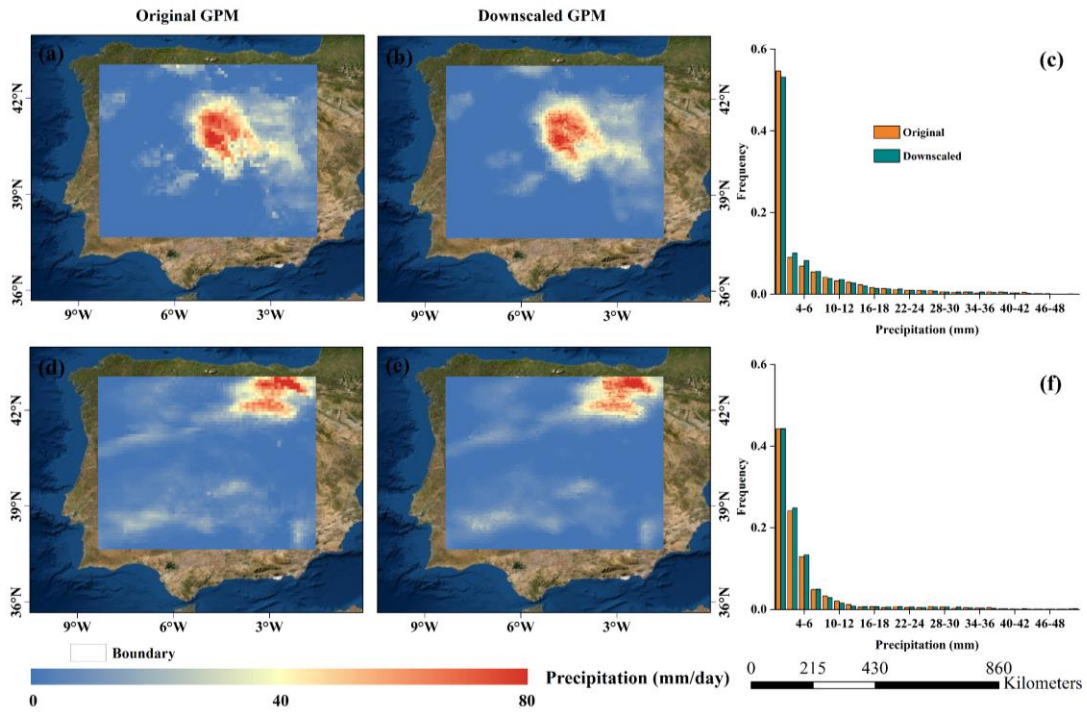 Original GPM
Downscaled GPM
(a)
(b)
(c)
0.6
0.4
0.2
0.0
Frequency
Original
Downscaled
4-6
10-12
16-18
22-24
28-30
34-36
40-42
46-48
Precipitation (mm)
42°N
39°N
36°N
42°N
39°N
36°N
9°W
6°W
3°W
9°W
6°W
3°W
(d)
(e)
(f)
0.6
0.4
0.2
0.0
Frequency
4-6
10-12
16-18
22-24
28-30
34-36
40-42
46-48
Precipitation (mm)
42°N
39°N
36°N
42°N
39°N
36°N
9°W
6°W
3°W
9°W
6°W
3°W
Boundary
0
40
80
Precipitation (mm/day)
0
215
430
860
Kilometers